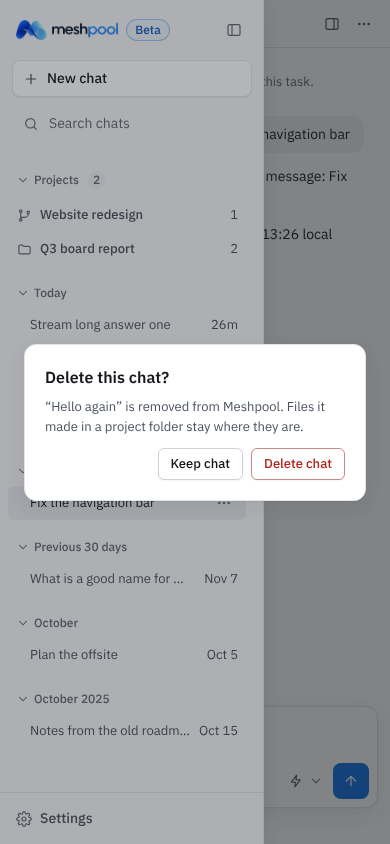 meshpool Beta
New chat
Search chats
this task.
navigation bar
message: Fix
13:26 local
Projects 2
Website redesign 1
Q3 board report 2
Today
Stream long answer one 26m
Delete this chat?
“Hello again” is removed from Meshpool. Files it
made in a project folder stay where they are.
Keep chat
Delete chat
Fix the navigation bar
Previous 30 days
What is a good name for ... Nov 7
October
Plan the offsite Oct 5
October 2025
Notes from the old roadm... Oct 15
Settings